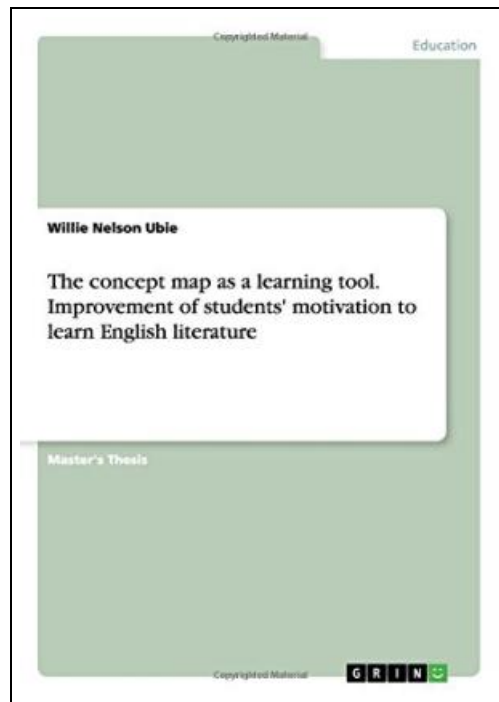 Copyrighted Material
Education
Willie Nelson Ubie
The concept map as a learning tool.
Improvement of students' motivation to
learn English literature
Master's Thesis
Copyrighted Material
GRIN